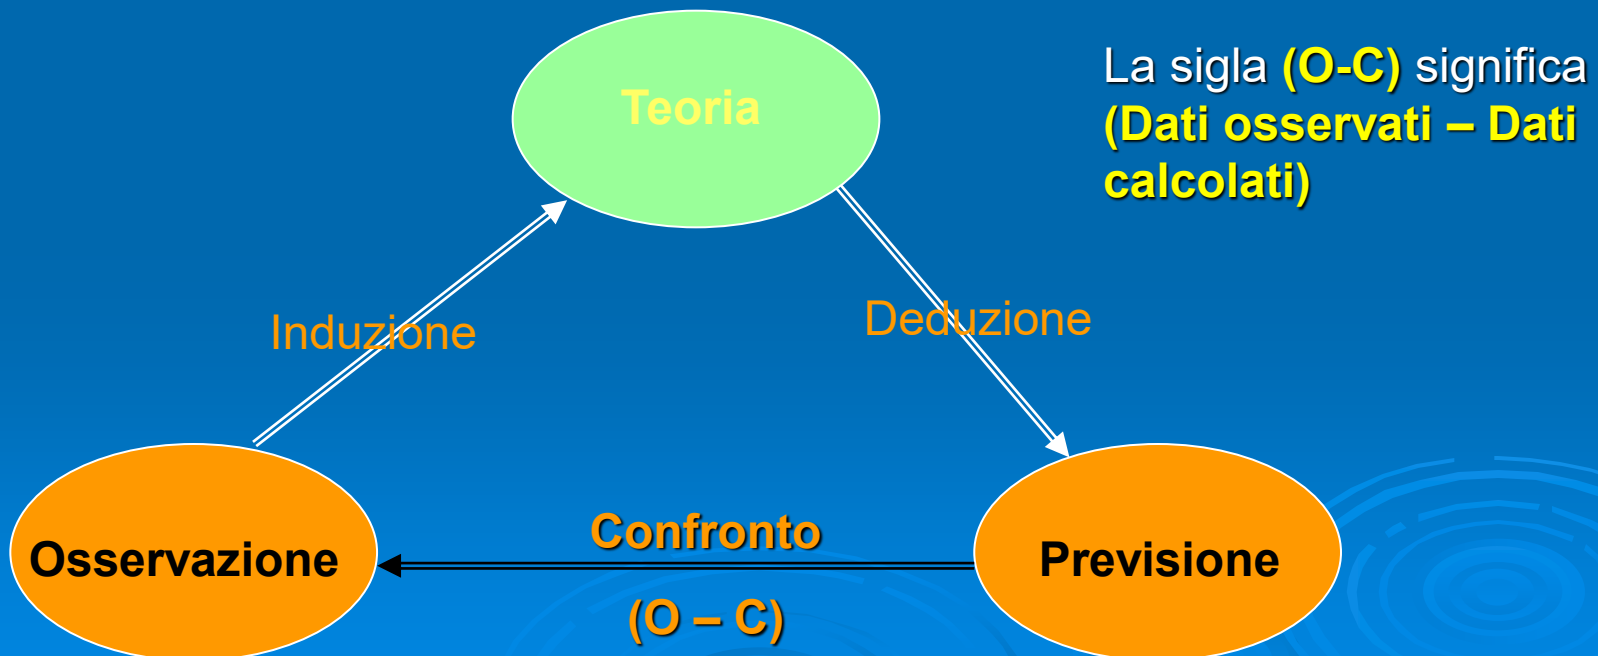 Teoria
La sigla (O-C) significa
(Dati osservati – Dati
calcolati)
Induzione
Deduzione
Osservazione
Confronto
(O – C)
Previsione